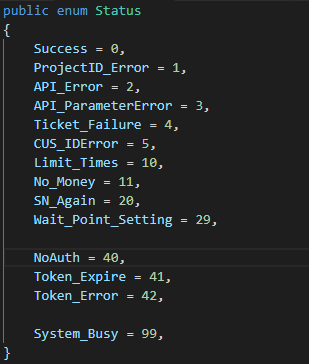 public enum Status
{
Success = 0,
ProjectID_Error = 1,
API_Error = 2,
API_ParameterError = 3,
Ticket_Failure = 4,
CUS_IDError = 5,
Limit_Times = 10,
No_Money = 11,
SN_Again = 20,
Wait_Point_Setting = 29,
NoAuth = 40,
Token_Expire = 41,
Token_Error = 42,
System_Busy = 99,
}